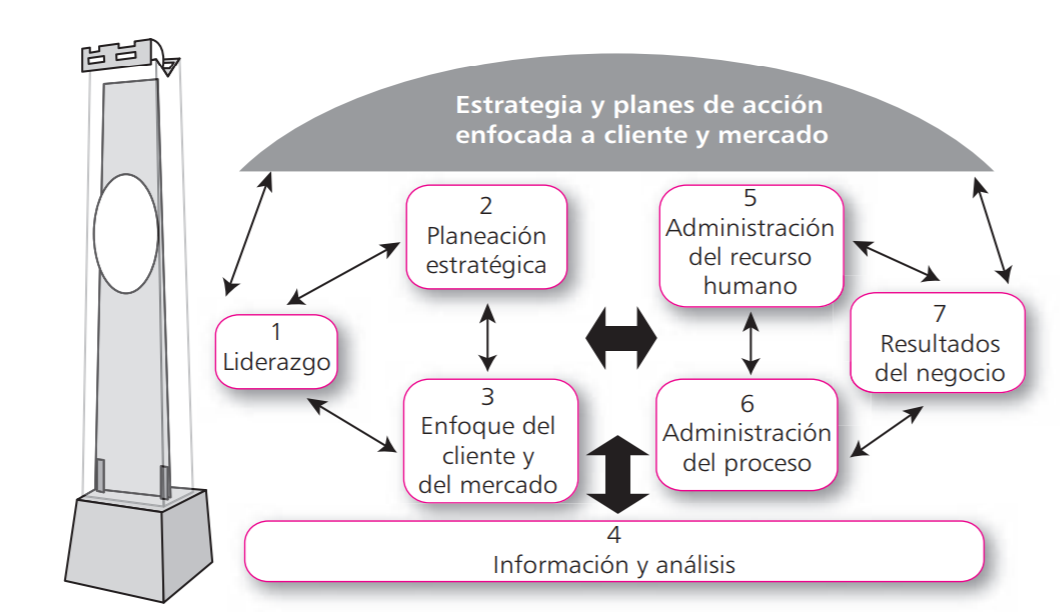 Estrategia y planes de acción
enfocada a cliente y mercado
1
Liderazgo
2
Planeación
estratégica
3
Enfoque del
cliente y
del mercado
5
Administración
del recurso
humano
6
Administración
del proceso
7
Resultados
del negocio
4
Información y análisis